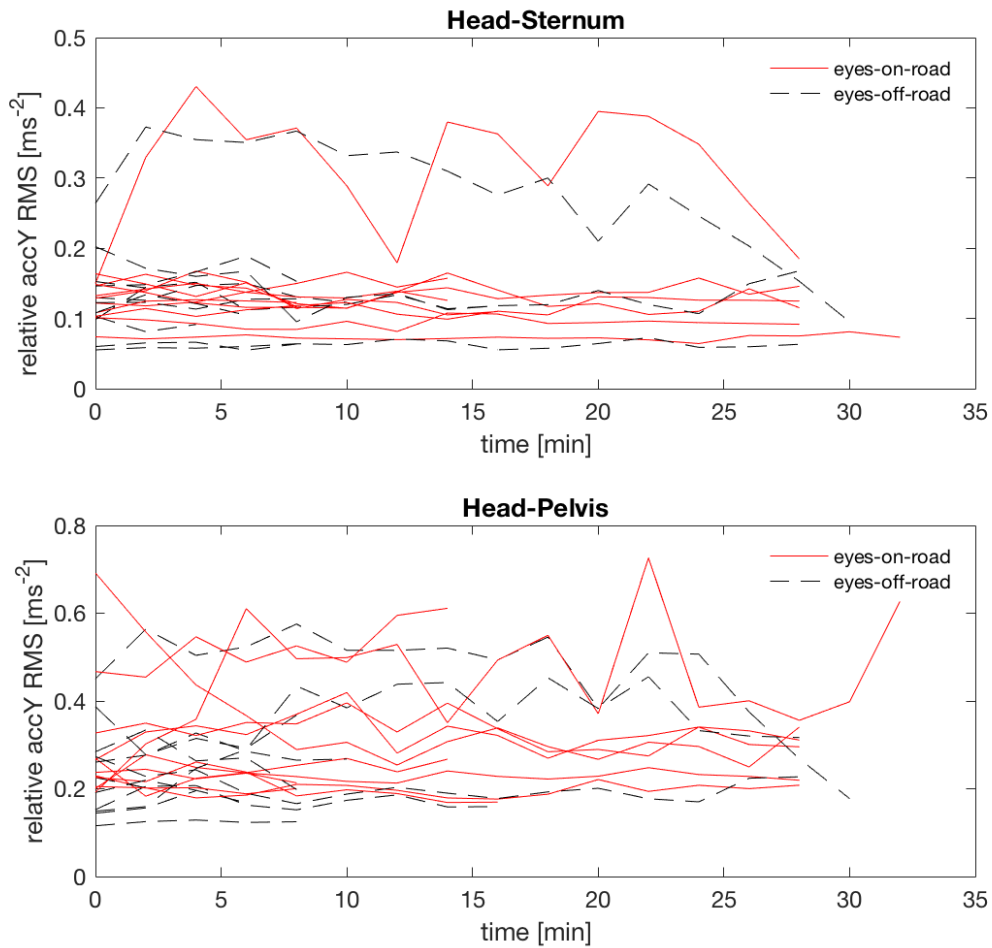 Head-Sternum
relative accY RMS [ms⁻²]
0.5
0.4
0.3
0.2
0.1
0
eyes-on-road
eyes-off-road
0 5 10 15 20 25 30 35
time [min]
Head-Pelvis
relative accY RMS [ms⁻²]
0.8
0.6
0.4
0.2
0
eyes-on-road
eyes-off-road
0 5 10 15 20 25 30 35
time [min]